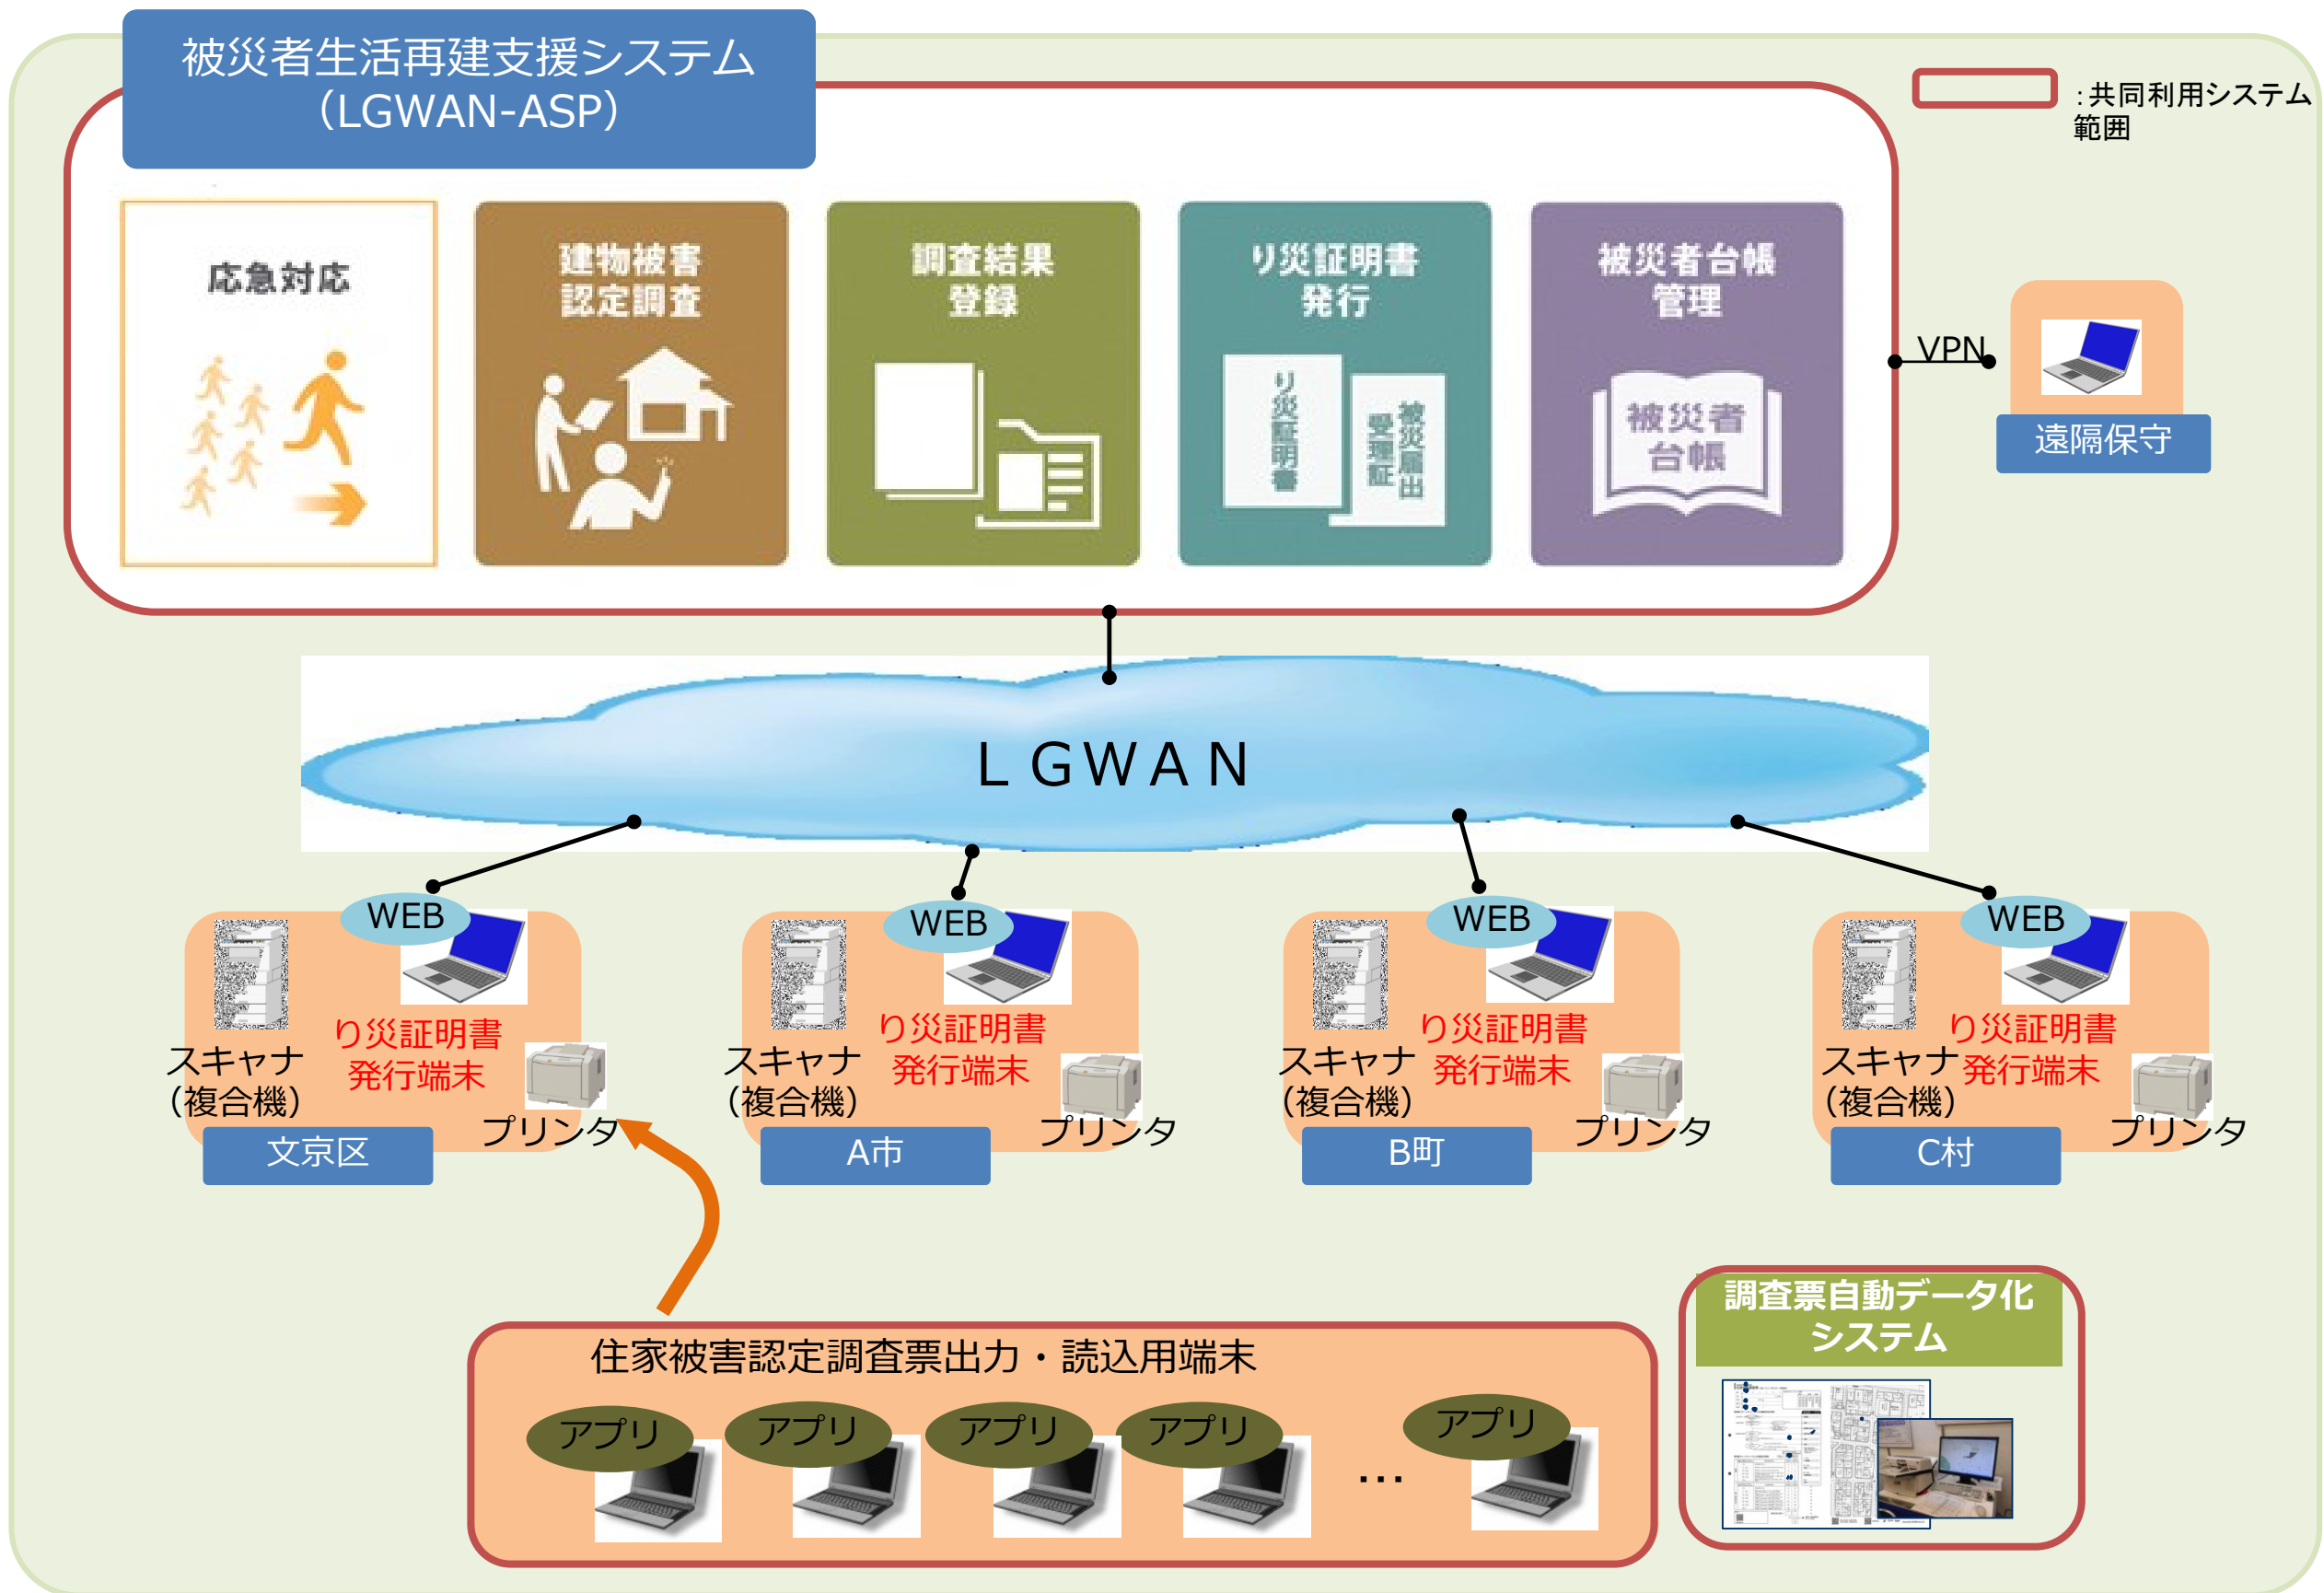 被災者生活再建支援システム
（LGWAN-ASP）
：共同利用システム
範囲
応急対応
建物被害
認定調査
調査結果
登録
り災証明書
発行
り災証明書
被災届出
受理証
被災者台帳
管理
被災者
台帳
VPN
遠隔保守
ＬＧＷＡＮ
WEB
スキャナ
（複合機）
り災証明書
発行端末
プリンタ
文京区
WEB
スキャナ
（複合機）
り災証明書
発行端末
プリンタ
A市
WEB
スキャナ
（複合機）
り災証明書
発行端末
プリンタ
B町
WEB
スキャナ
（複合機）
り災証明書
発行端末
プリンタ
C村
住家被害認定調査票出力・読込用端末
アプリ
アプリ
アプリ
アプリ
…
アプリ
調査票自動データ化
システム